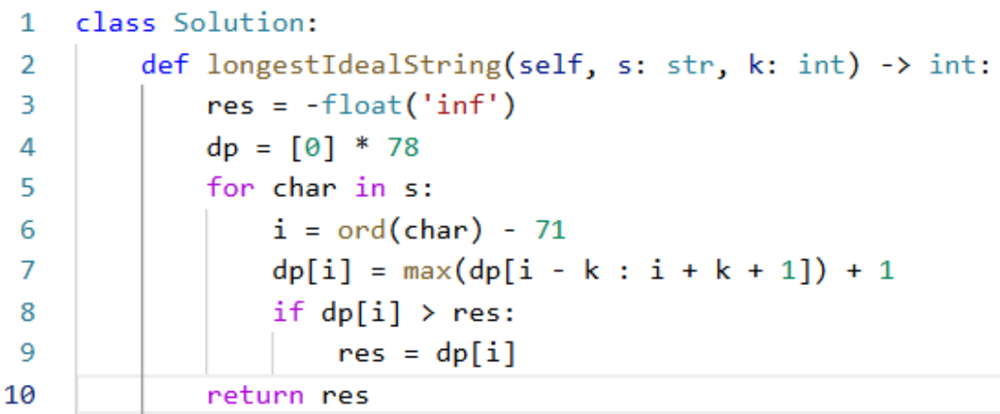 1 class Solution:
2     def longestIdealString(self, s: str, k: int) -> int:
3         res = -float('inf')
4         dp = [0] * 78
5         for char in s:
6             i = ord(char) - 71
7             dp[i] = max(dp[i - k : i + k + 1]) + 1
8             if dp[i] > res:
9                 res = dp[i]
10         return res